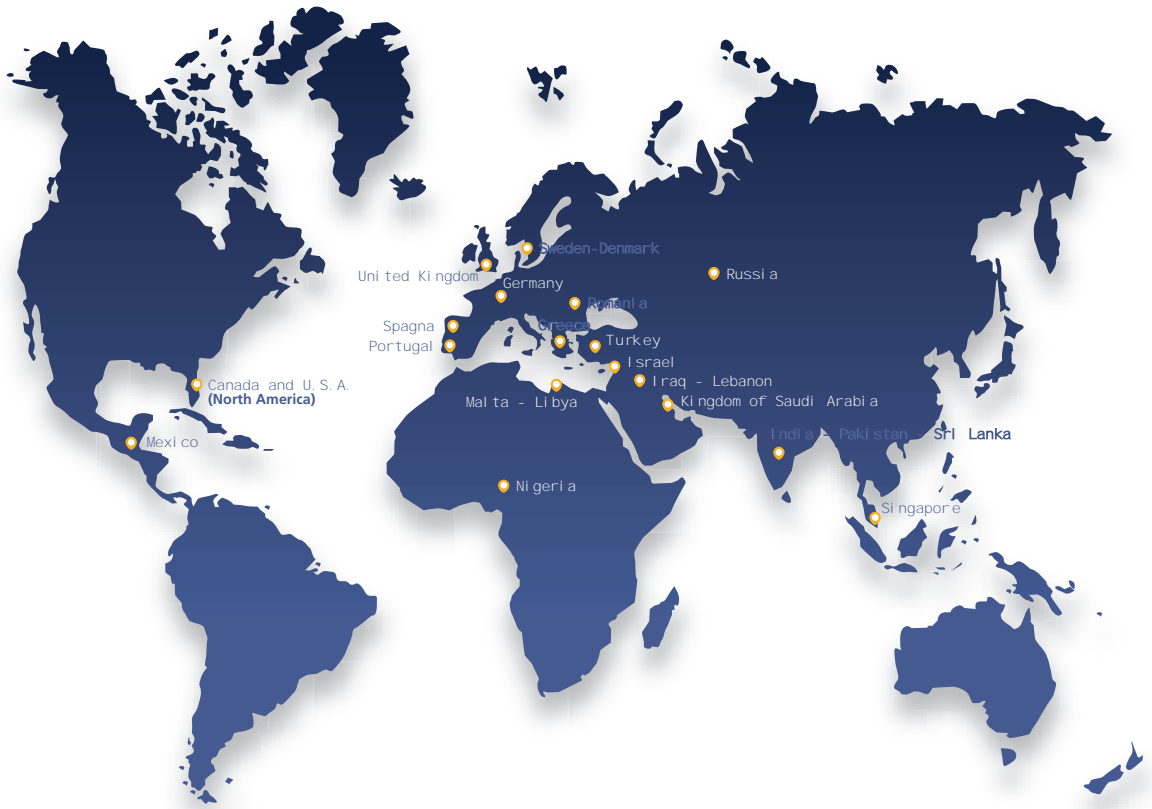 Sweden-Denmark
Russia
United Kingdom
Germany
Romania
Spagna
Greece
Turkey
Portugal
Israel
Canada and U.S.A.
(North America)
Iraq - Lebanon
Malta - Libya
Kingdom of Saudi Arabia
Mexico
India - Pakistan - Sri Lanka
Nigeria
Singapore